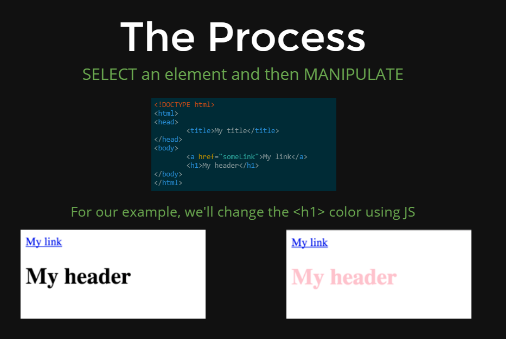 The Process
SELECT an element and then MANIPULATE
<!DOCTYPE html>
<html>
<head>
<title>My title</title>
</head>
<body>
<a href="someLink">My link</a>
<h1>My header</h1>
</body>
</html>
For our example, we'll change the <h1> color using JS
My link
My header
My link
My header